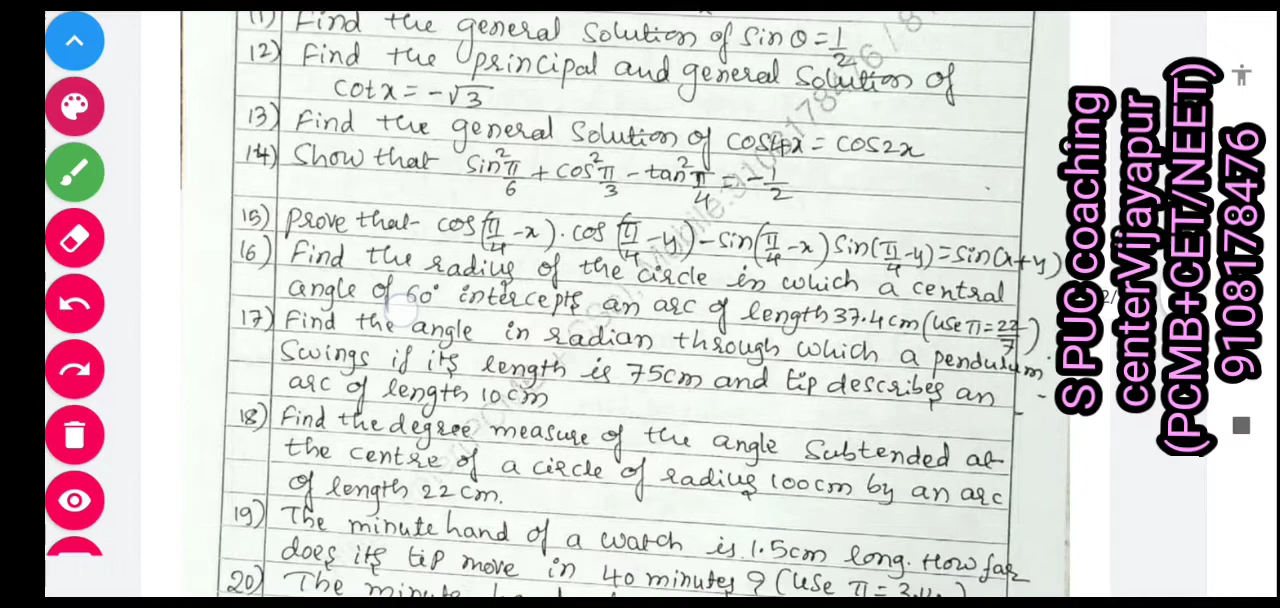 11) Find the general solution of sin θ = 1/2
12) Find the principal and general solution of
cot x = -√3
13) Find the general solution of cos4x = cos2x
14) Show that sin²π/6 + cos²π/3 - tan²π/4 = -1/2
15) Prove that cos(π/4 -x). cos(π/4 -y) - sin(π/4 -x) sin(π/4 -y) = sin(x+y)
16) Find the radius of the circle in which a central
angle of 60° intercepts an arc of length 37.4cm (use π = 22/7).
17) Find the angle in radian through which a pendulum
swings if its length is 75cm and tip describes an
arc of length 10cm
18) Find the degree measure of the angle subtended at
the centre of a circle of radius 100cm by an arc
of length 22cm.
19) The minute hand of a watch is 1.5cm long. How far
does its tip move in 40 minutes? (Use π = 3.14)
20) The minute
S PUC coaching
center Vijayapur
(PCMB+CET/NEET)
9108178476